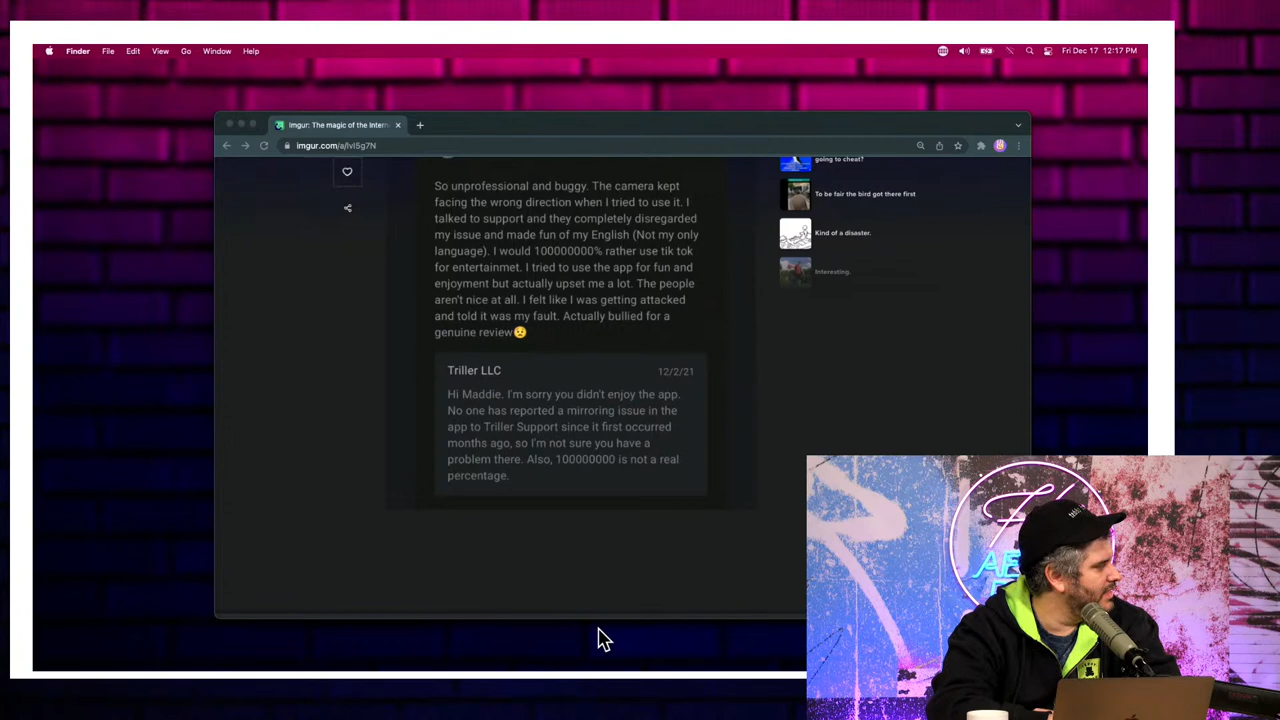 Finder File Edit View Go Window Help
Fri Dec 17 12:17 PM
Imgur: The magic of the Intern
imgur.com/a/lvI5g7N
So unprofessional and buggy. The camera kept
facing the wrong direction when I tried to use it. I
talked to support and they completely disregarded
my issue and made fun of my English (Not my only
language). I would 100000000% rather use tik tok
for entertainmet. I tried to use the app for fun and
enjoyment but actually upset me a lot. The people
aren't nice at all. I felt like I was getting attacked
and told it was my fault. Actually bullied for a
genuine review😟
Triller LLC
12/2/21
Hi Maddie. I'm sorry you didn't enjoy the app.
No one has reported a mirroring issue in the
app to Triller Support since it first occurred
months ago, so I'm not sure you have a
problem there. Also, 100000000 is not a real
percentage.
going to cheat?
To be fair the bird got there first
Kind of a disaster.
Interesting.